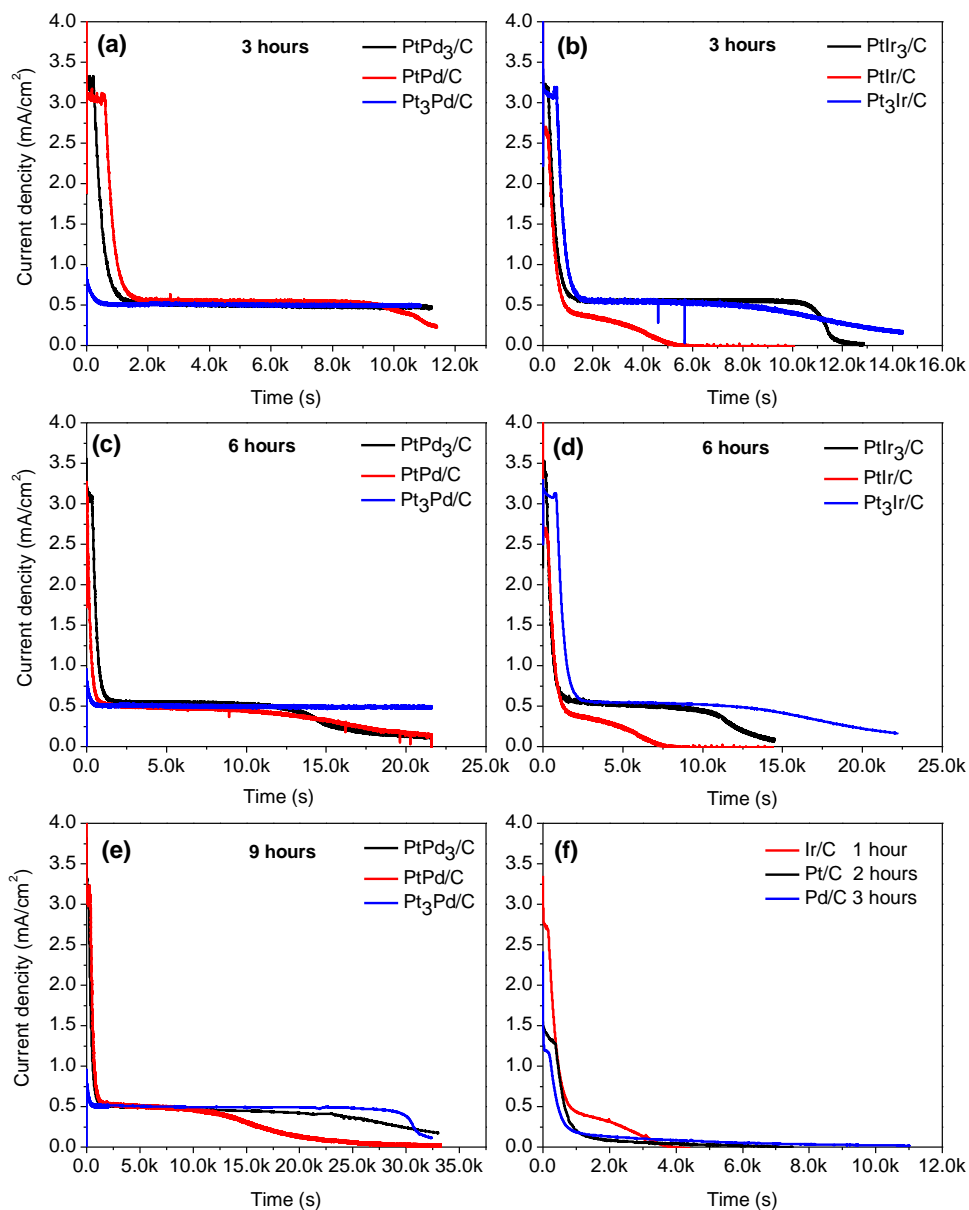 (a)
3 hours
PtPd3/C
PtPd/C
Pt3Pd/C
4.0
3.5
3.0
2.5
2.0
1.5
1.0
0.5
0.0
Current dencity (mA/cm2)
0.0 2.0k 4.0k 6.0k 8.0k 10.0k 12.0k
Time (s)
(b)
3 hours
PtIr3/C
PtIr/C
Pt3Ir/C
4.0
3.5
3.0
2.5
2.0
1.5
1.0
0.5
0.0
0.0 2.0k 4.0k 6.0k 8.0k 10.0k 12.0k 14.0k 16.0k
Time (s)
(c)
6 hours
PtPd3/C
PtPd/C
Pt3Pd/C
4.0
3.5
3.0
2.5
2.0
1.5
1.0
0.5
0.0
Current dencity (mA/cm2)
0.0 5.0k 10.0k 15.0k 20.0k 25.0k
Time (s)
(d)
6 hours
PtIr3/C
PtIr/C
Pt3Ir/C
4.0
3.5
3.0
2.5
2.0
1.5
1.0
0.5
0.0
0.0 5.0k 10.0k 15.0k 20.0k 25.0k
Time (s)
(e)
9 hours
PtPd3/C
PtPd/C
Pt3Pd/C
4.0
3.5
3.0
2.5
2.0
1.5
1.0
0.5
0.0
Current dencity (mA/cm2)
0.0 5.0k 10.0k 15.0k 20.0k 25.0k 30.0k 35.0k
Time (s)
(f)
Ir/C 1 hour
Pt/C 2 hours
Pd/C 3 hours
4.0
3.5
3.0
2.5
2.0
1.5
1.0
0.5
0.0
0.0 2.0k 4.0k 6.0k 8.0k 10.0k 12.0k
Time (s)